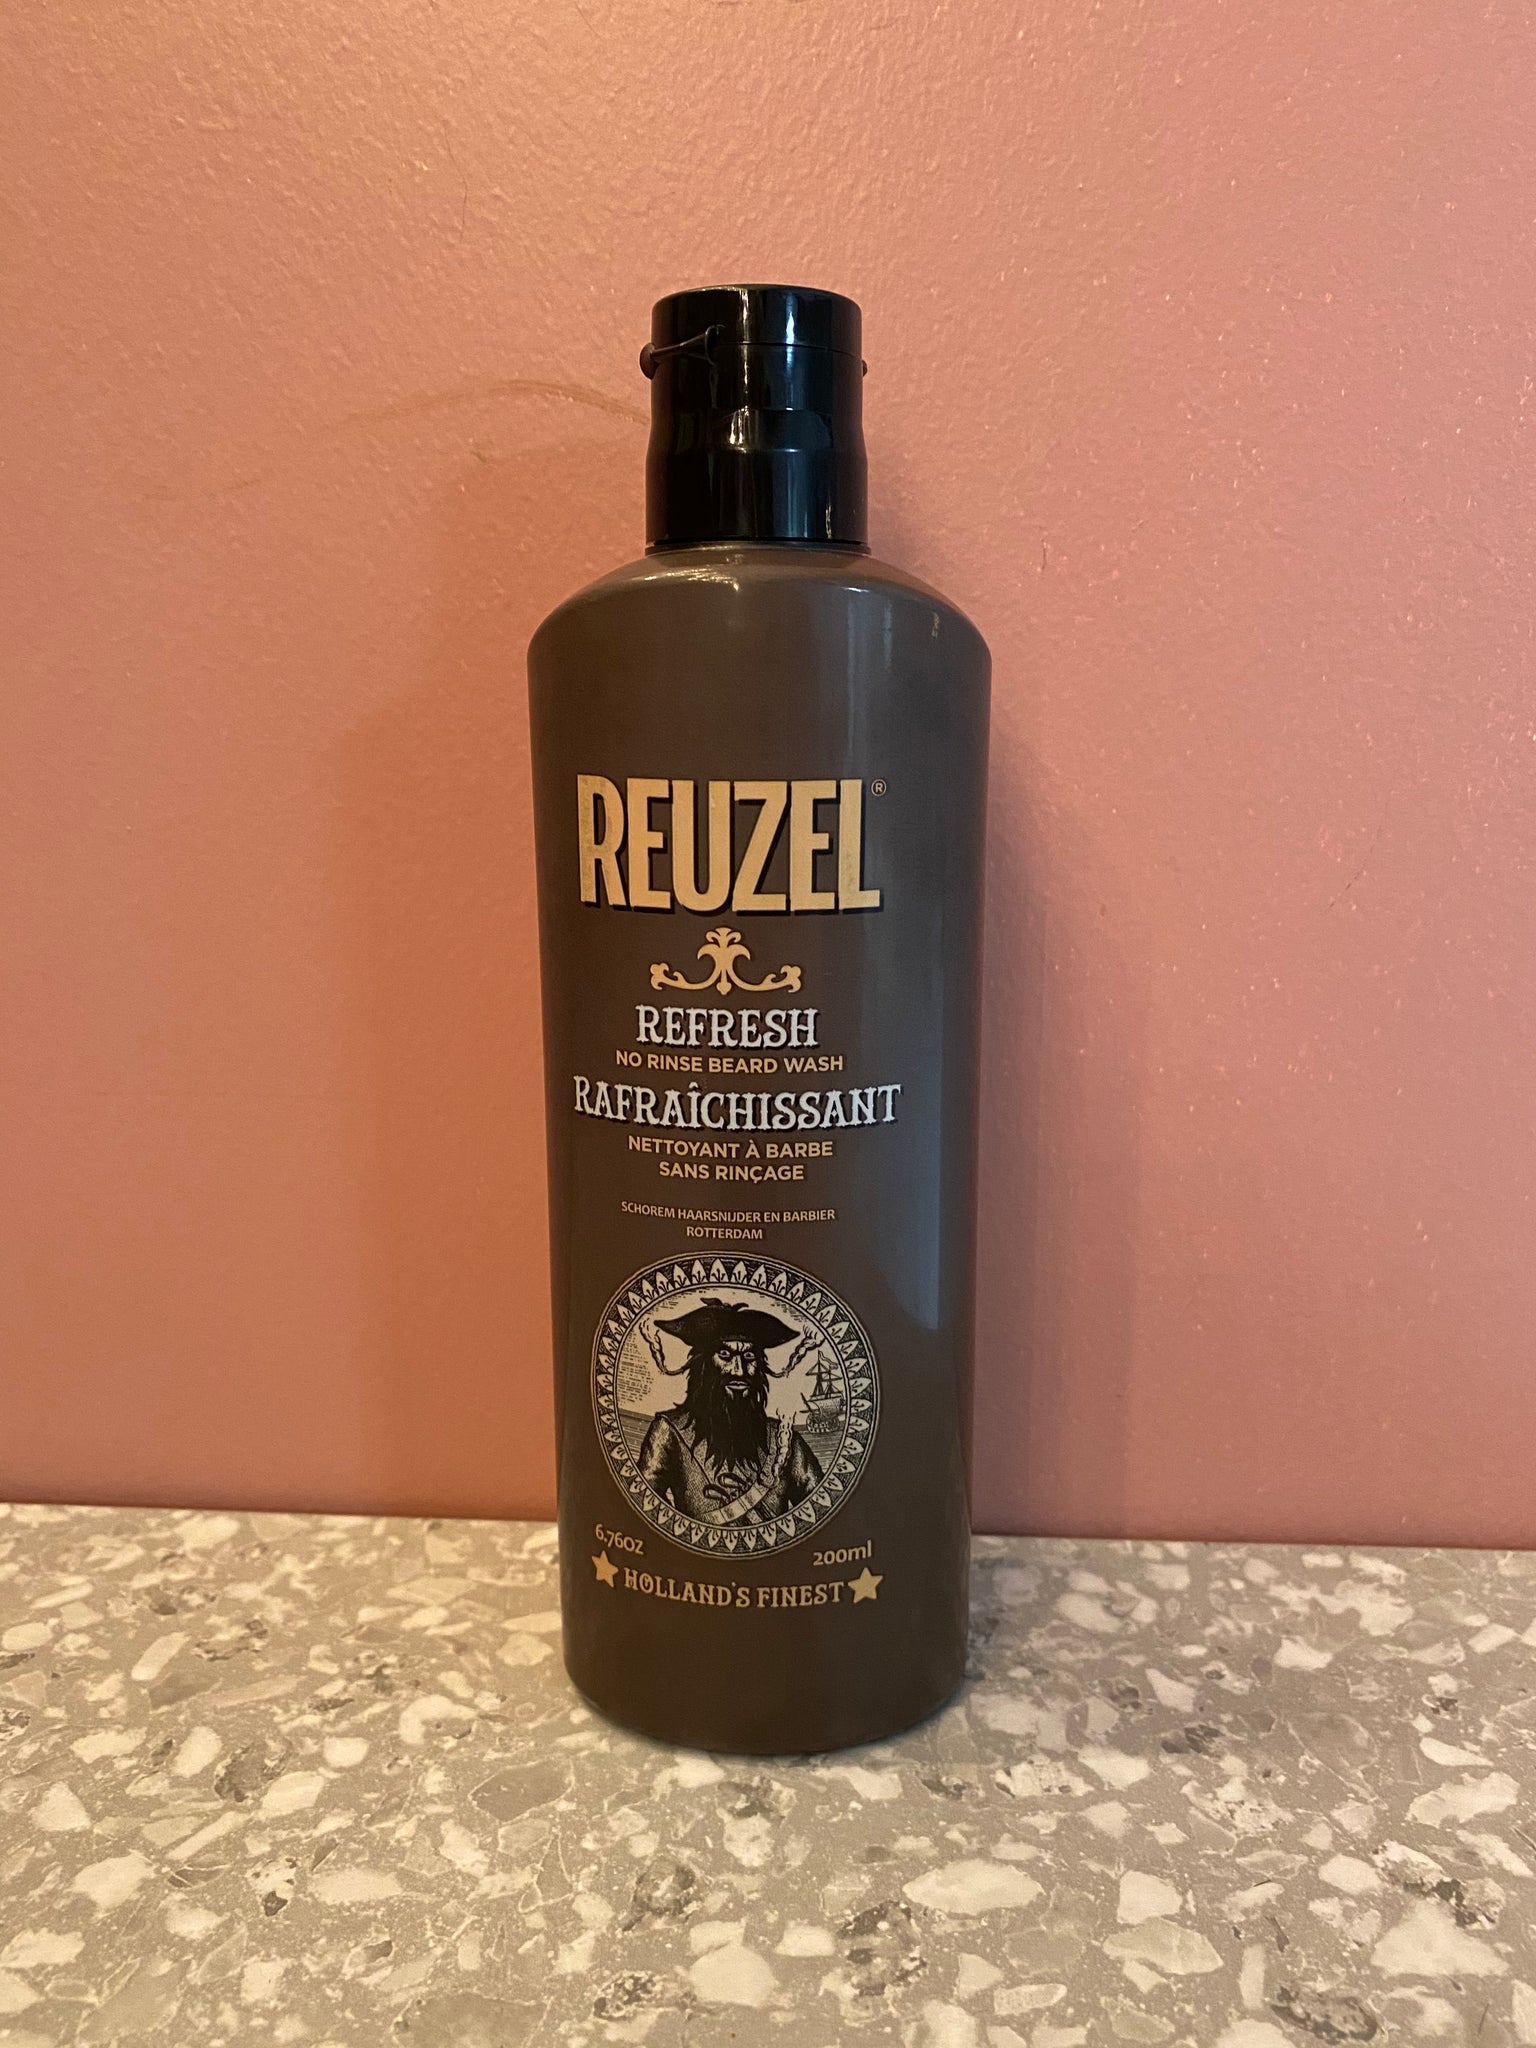 REUZEL®
REFRESH
NO RINSE BEARD WASH
RAFRAÎCHISSANT
NETTOYANT À BARBE
SANS RINÇAGE
SCHOREM HAARSNIJDER EN BARBIER
ROTTERDAM
6.76OZ 200ml
HOLLAND'S FINEST